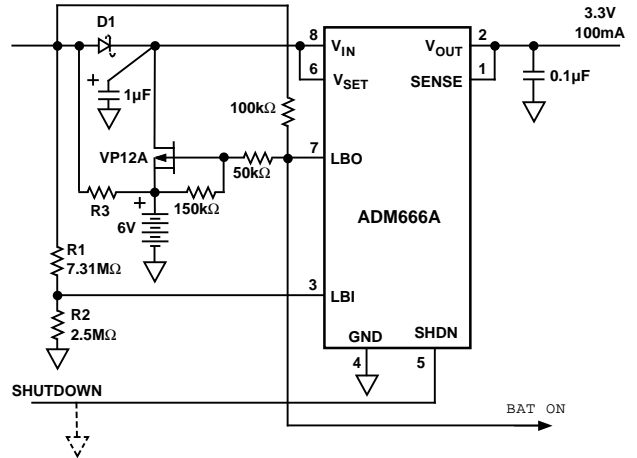 D1
3.3V
100mA
8
VIN
VOUT
2
+
1µF
6
VSET
SENSE
1
0.1µF
100kΩ
VP12A
7
LBO
50kΩ
R3
+
150kΩ
ADM666A
6V
R1
7.31MΩ
3
LBI
R2
2.5MΩ
GND
SHDN
4
5
SHUTDOWN
BAT ON